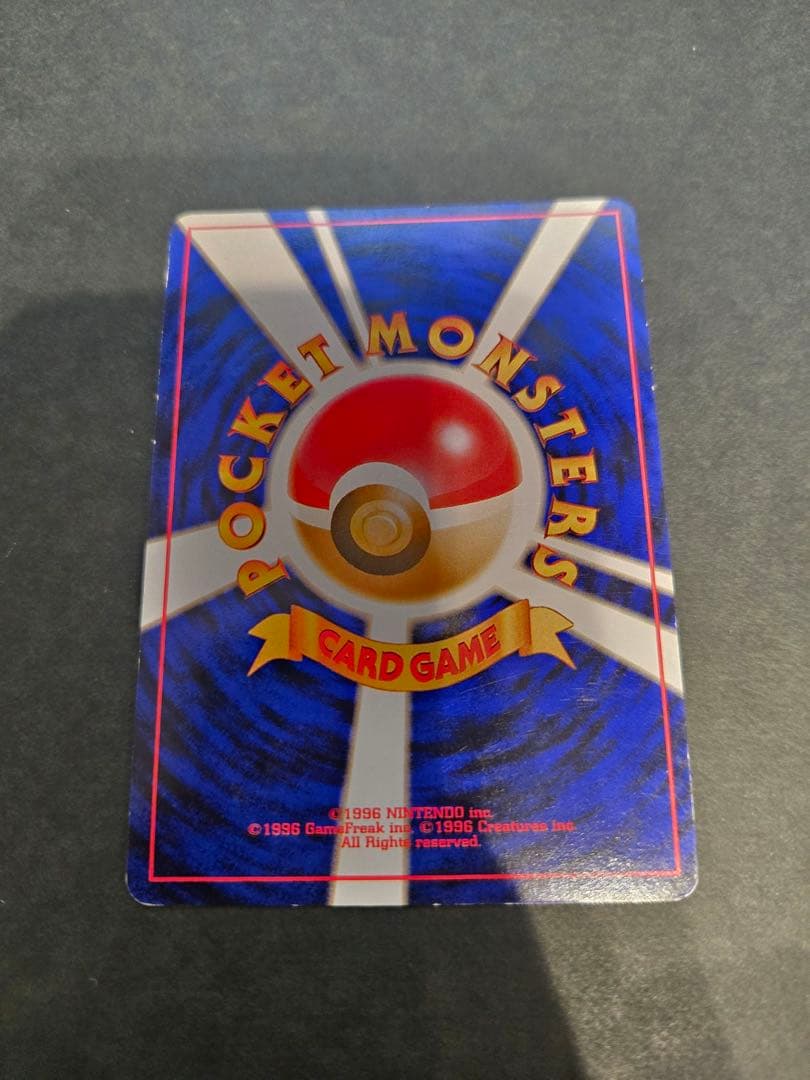 POCKET MONSTERS
CARD GAME
©1996 NINTENDO inc.
©1996 GameFreak inc. ©1996 Creatures inc.
All Rights reserved.